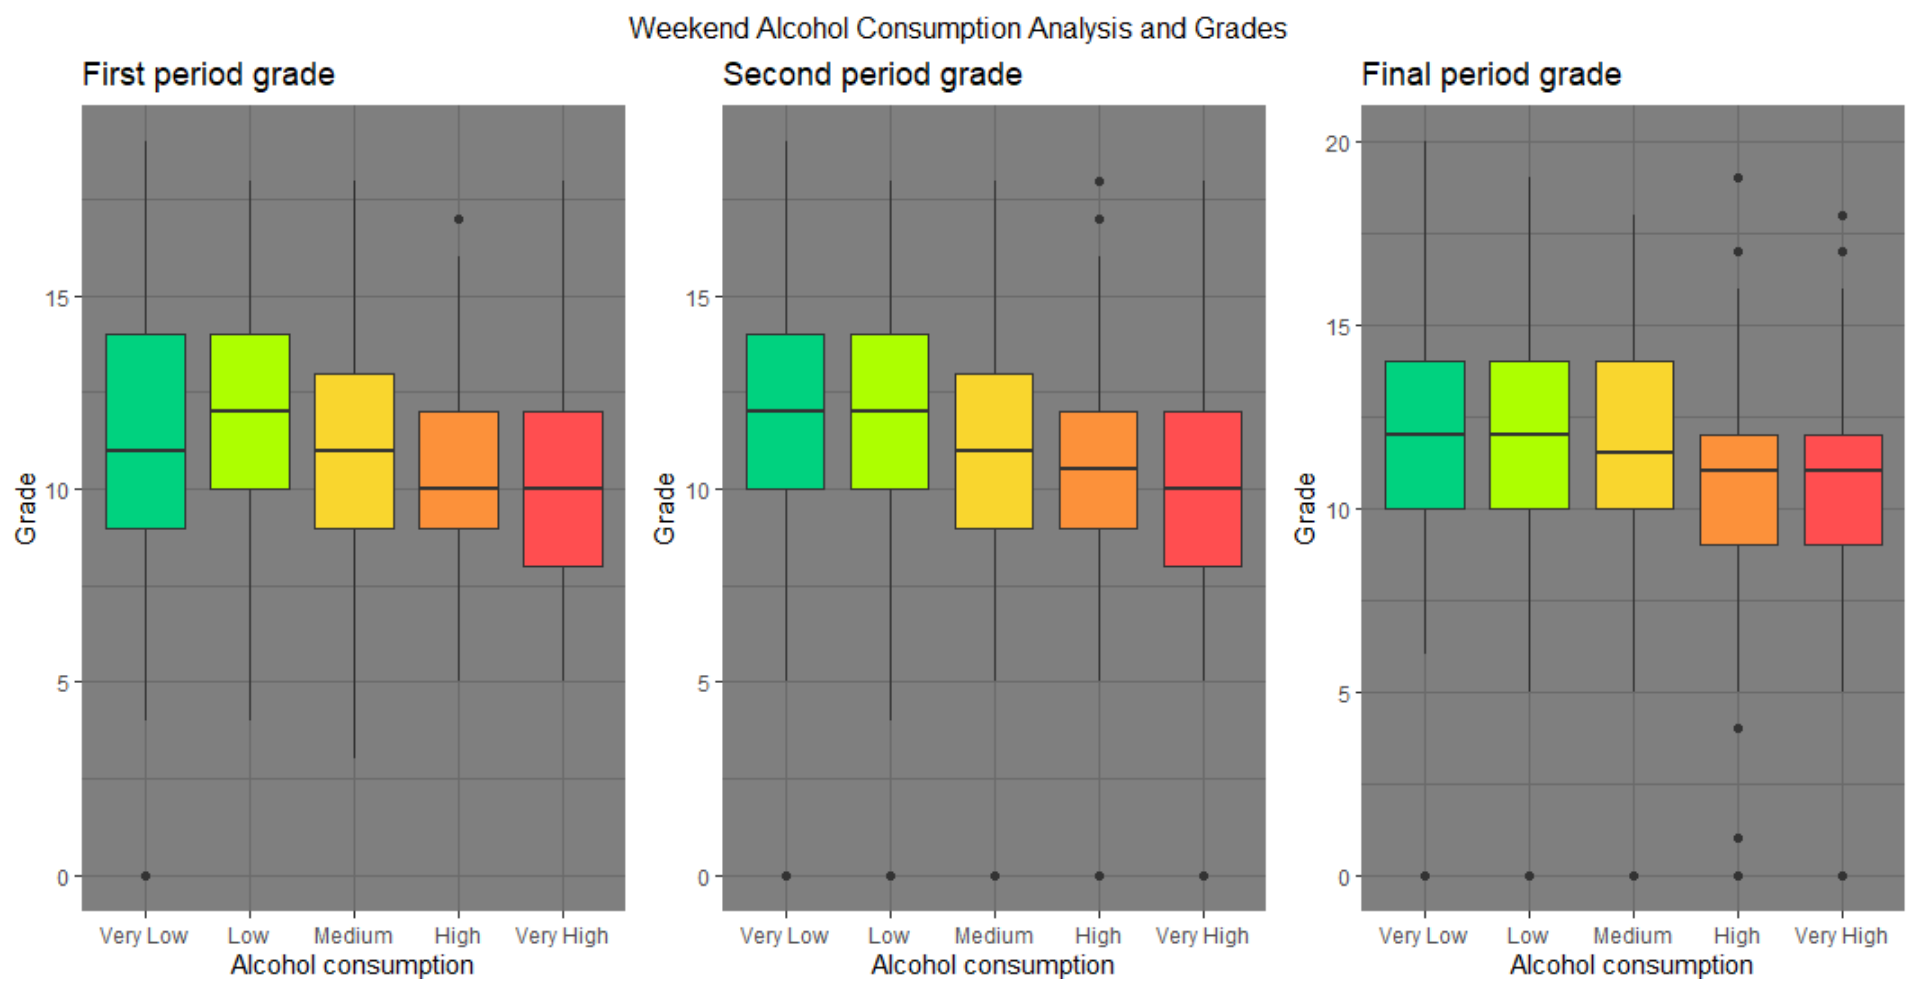 Weekend Alcohol Consumption Analysis and Grades
First period grade
Grade
15
10
5
0
Very Low Low Medium High Very High
Alcohol consumption
Second period grade
Grade
15
10
5
0
Very Low Low Medium High Very High
Alcohol consumption
Final period grade
Grade
20
15
10
5
0
Very Low Low Medium High Very High
Alcohol consumption